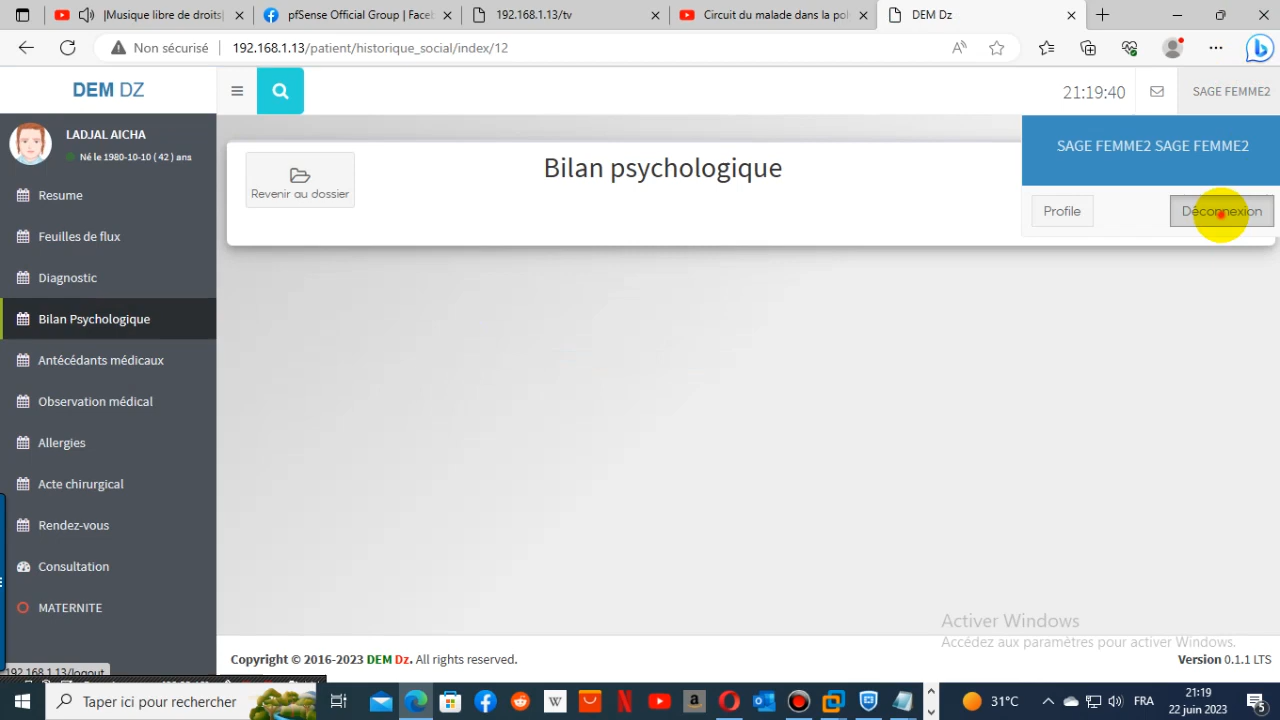 |Musique libre de droits|
pfSense Official Group | Face
192.168.1.13/tv
Circuit du malade dans la pol
DEM Dz
Non sécurisé
192.168.1.13/patient/historique_social/index/12
DEM DZ
21:19:40
SAGE FEMME2
LADJAL AICHA
Né le 1980-10-10 ( 42 ) ans
SAGE FEMME2 SAGE FEMME2
Revenir au dossier
Bilan psychologique
Profile
Déconnexion
Resume
Feuilles de flux
Diagnostic
Bilan Psychologique
Antécédants médicaux
Observation médical
Allergies
Acte chirurgical
Rendez-vous
Consultation
MATERNITE
Activer Windows
Accédez aux paramètres pour activer Windows.
Copyright © 2016-2023 DEM Dz. All rights reserved.
Version 0.1.1 LTS
192.168.1.13/logout
Taper ici pour rechercher
31°C
FRA
21:19
22 juin 2023
5